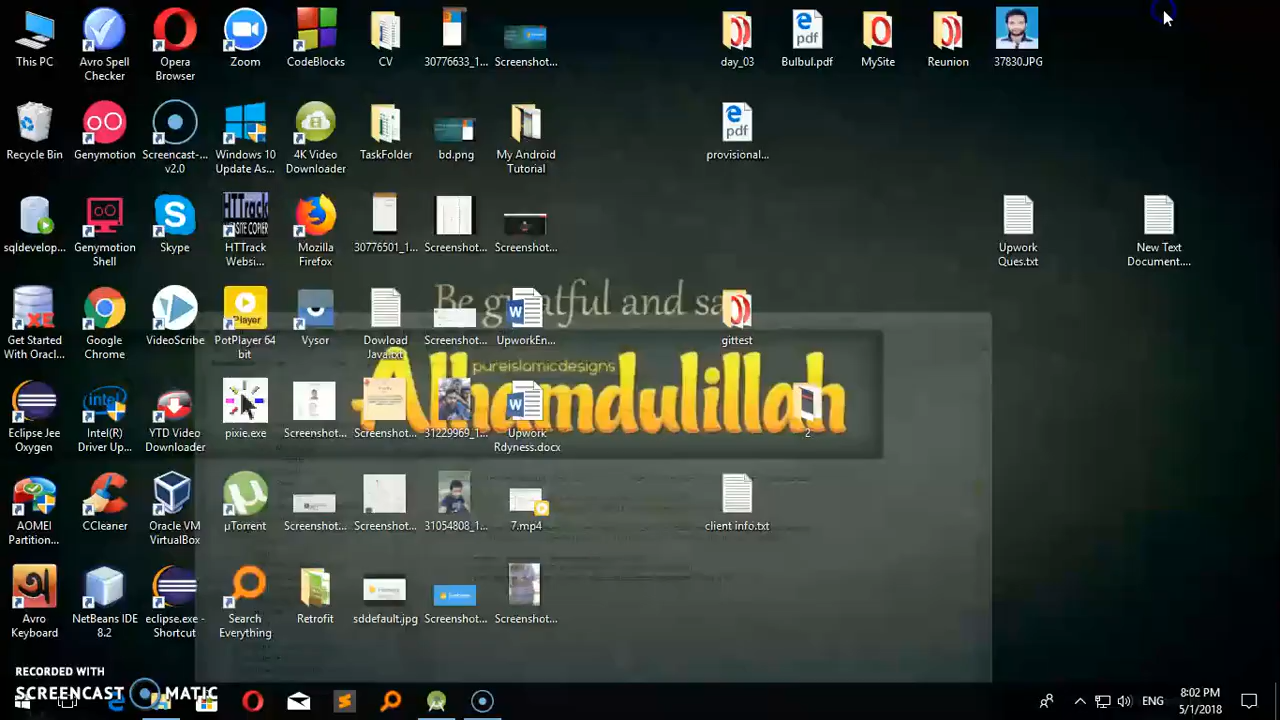 This PC
Avro Spell
Checker
Opera
Browser
Zoom
CodeBlocks
CV
30776633_1...
Screenshot...
day_03
Bulbul.pdf
MySite
Reunion
37830.JPG
Recycle Bin
Genymotion
Screencast-...
v2.0
Windows 10
Update As...
4K Video
Downloader
TaskFolder
bd.png
My Android
Tutorial
pdf
pdf
provisional...
sqldevelop...
Genymotion
Shell
Skype
HTTrack
Websi...
Mozilla
Firefox
30776501_1...
Screenshot...
Screenshot...
Upwork
Ques.txt
New Text
Document....
Be grateful and sa
Get Started
With Oracl...
Google
Chrome
VideoScribe
PotPlayer 64
bit
Vysor
Dowload
Java.txt
Screenshot...
UpworkEn...
gittest
pureislamicdesigns
Alhamdulillah
Eclipse Jee
Oxygen
Intel(R)
Driver Up...
YTD Video
Downloader
pixie.exe
Screenshot...
Screenshot...
31229969_1...
Upwork
Rdyness.docx
2
AOMEI
Partition...
CCleaner
Oracle VM
VirtualBox
µTorrent
Screenshot...
Screenshot...
31054808_1...
7.mp4
client info.txt
Avro
Keyboard
NetBeans IDE
8.2
eclipse.exe -
Shortcut
Search
Everything
Retrofit
sddefault.jpg
Screenshot...
Screenshot...
RECORDED WITH
SCREENCAST MATIC
ENG
8:02 PM
5/1/2018